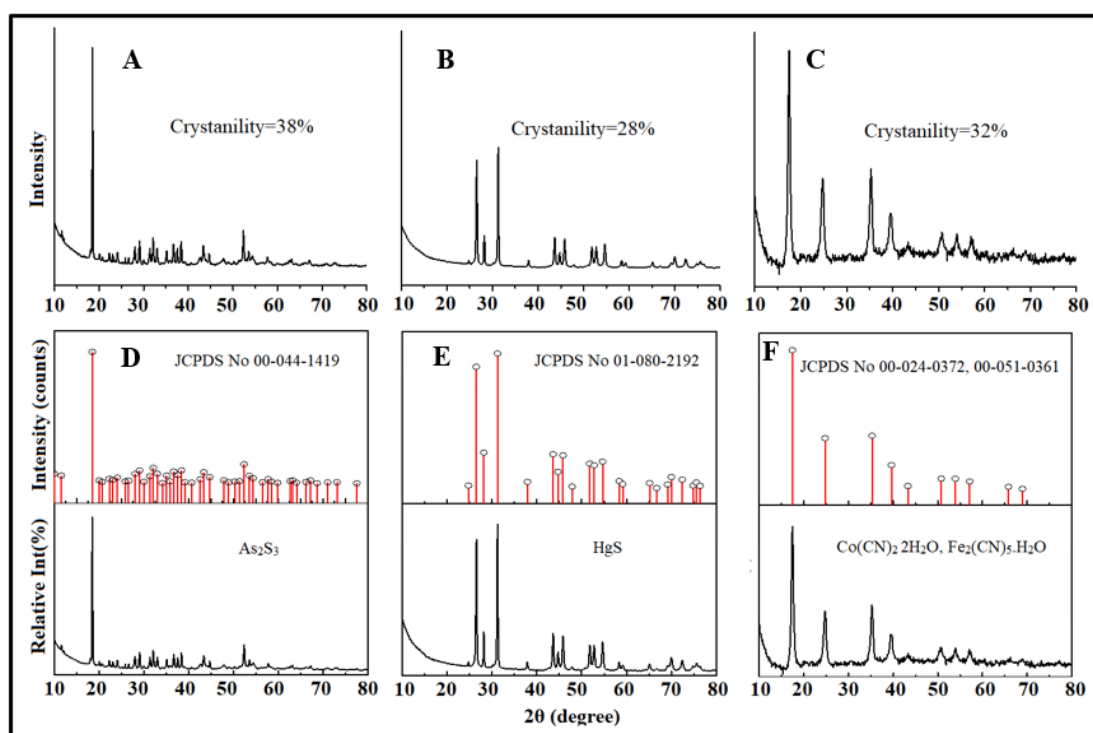 A
B
C
Crystanility=38%
Crystanility=28%
Crystanility=32%
Intensity
10 20 30 40 50 60 70 80
10 20 30 40 50 60 70 80
10 20 30 40 50 60 70 80
D
JCPDS No 00-044-1419
E
JCPDS No 01-080-2192
F
JCPDS No 00-024-0372, 00-051-0361
Intensity (counts)
As₂S₃
HgS
Co(CN)₂ 2H₂O, Fe₂(CN)₅.H₂O
Relative Int(%)
10 20 30 40 50 60 70 80
10 20 30 40 50 60 70 80
10 20 30 40 50 60 70 80
2θ (degree)